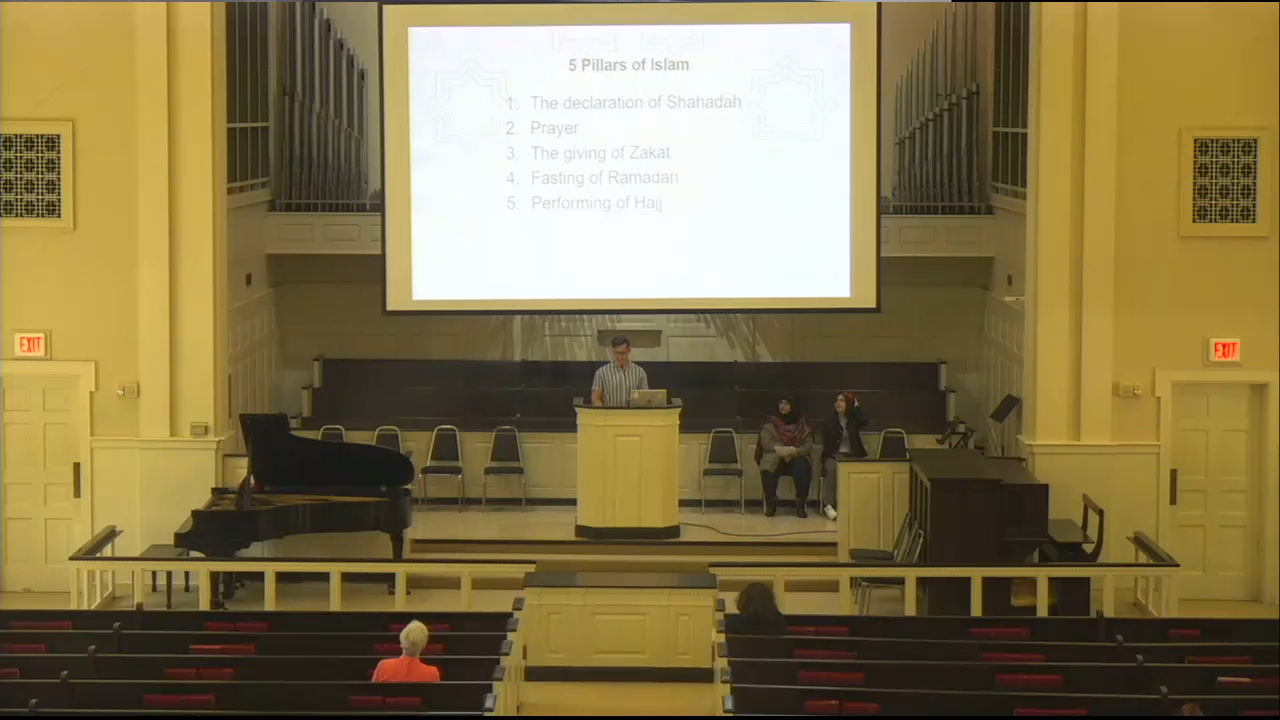 5 Pillars of Islam
1. The declaration of Shahadah
2. Prayer
3. The giving of Zakat
4. Fasting of Ramadan
5. Performing of Hajj
EXIT
EXIT